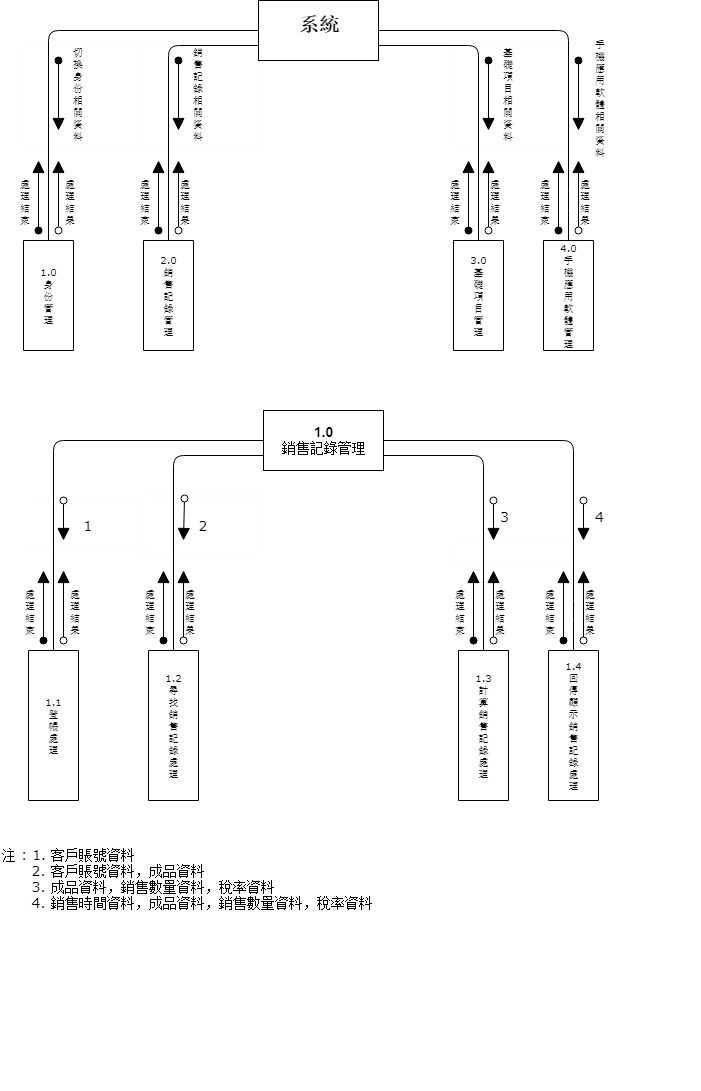 系統
切換身份相關資料
銷售記錄相關資料
基礎項目相關資料
手機應用軟體相關資料
處理結束
處理結果
處理結束
處理結果
處理結束
處理結果
處理結束
處理結果
1.0
身份管理
2.0
銷售記錄管理
3.0
基礎項目管理
4.0
手機應用軟體管理
1.0
銷售記錄管理
1
2
3
4
處理結束
處理結果
處理結束
處理結果
處理結束
處理結果
處理結束
處理結果
1.1
登帳處理
1.2
尋找銷售記錄處理
1.3
計算銷售記錄處理
1.4
回停顯示銷售記錄處理
注：1. 客戶賬號資料
2. 客戶賬號資料，成品資料
3. 成品資料，銷售數量資料，稅率資料
4. 銷售時間資料，成品資料，銷售數量資料，稅率資料